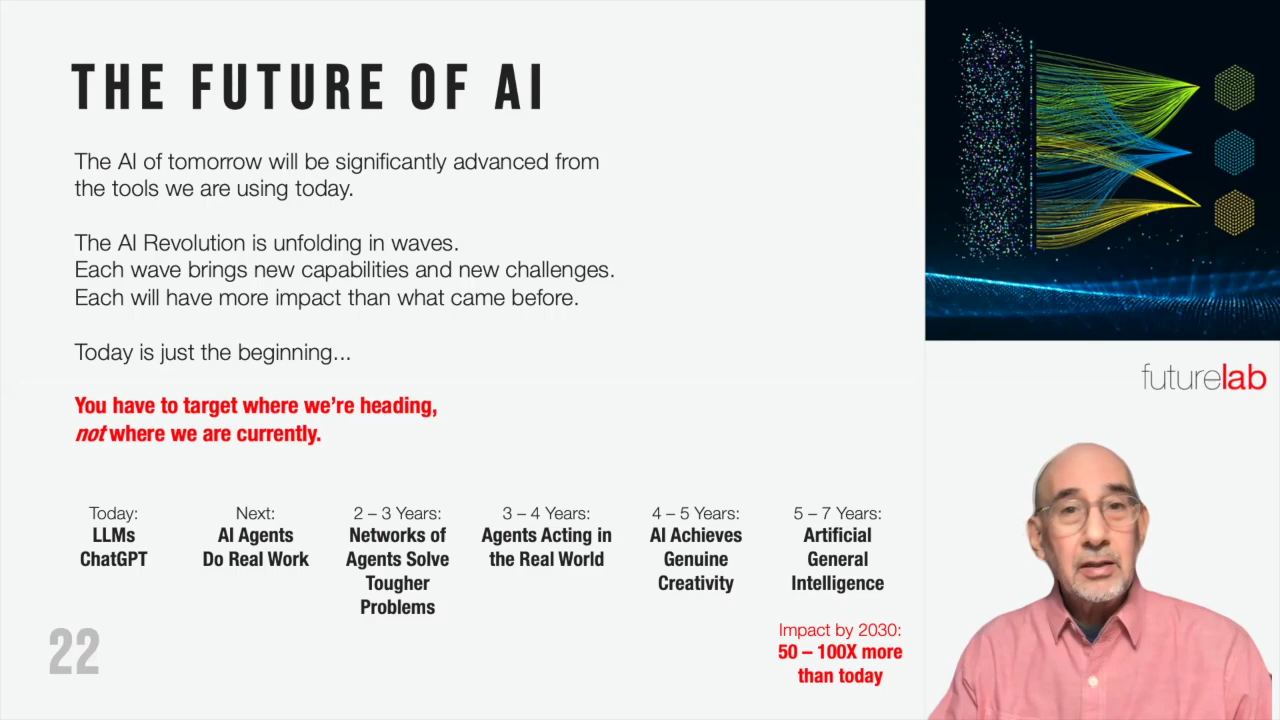 THE FUTURE OF AI
The AI of tomorrow will be significantly advanced from
the tools we are using today.
The AI Revolution is unfolding in waves.
Each wave brings new capabilities and new challenges.
Each will have more impact than what came before.
Today is just the beginning...
You have to target where we're heading,
not where we are currently.
Today:
LLMs
ChatGPT
Next:
AI Agents
Do Real Work
2 – 3 Years:
Networks of
Agents Solve
Tougher
Problems
3 – 4 Years:
Agents Acting in
the Real World
4 – 5 Years:
AI Achieves
Genuine
Creativity
5 – 7 Years:
Artificial
General
Intelligence
Impact by 2030:
50 – 100X more
than today
22
futurelab